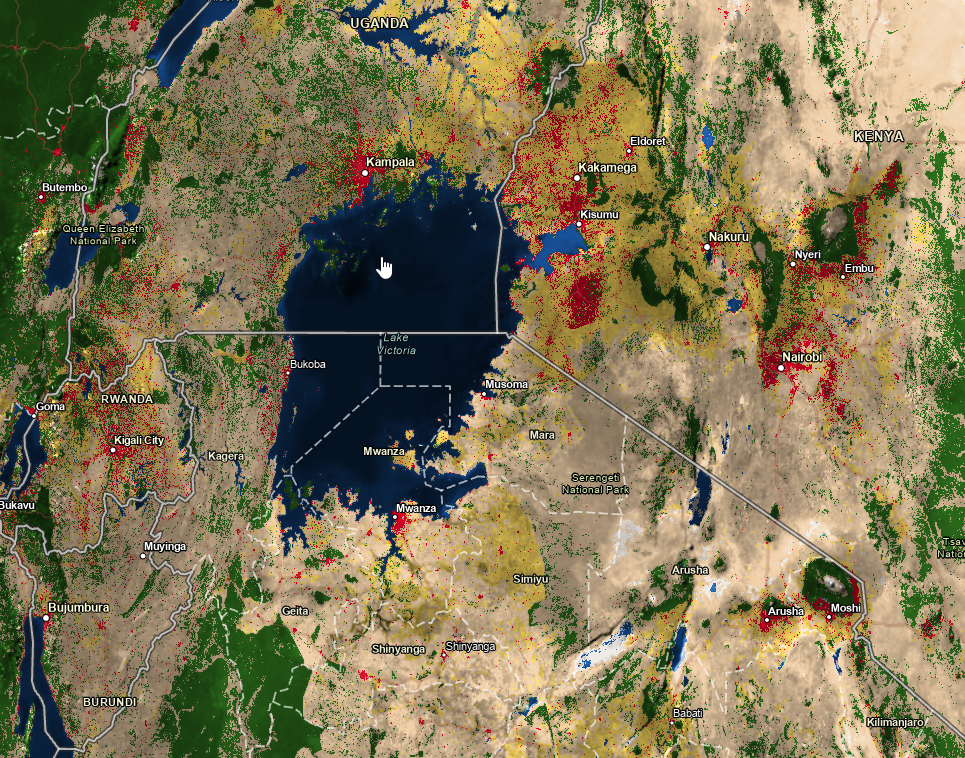 UGANDA
KENYA
Eldoret
Kampala
Kakamega
Butembo
Kisumu
Queen Elizabeth
National Park
Nakuru
Nyeri
Embu
Lake
Victoria
Nairobi
Bukoba
Musoma
RWANDA
Goma
Kigali City
Mara
Kagera
Mwanza
Serengeti
National Park
Bukavu
Mwanza
Muyinga
Arusha
Simiyu
Bujumbura
Geita
Arusha
Moshi
Shinyanga
Shinyanga
BURUNDI
Babati
Kilimanjaro